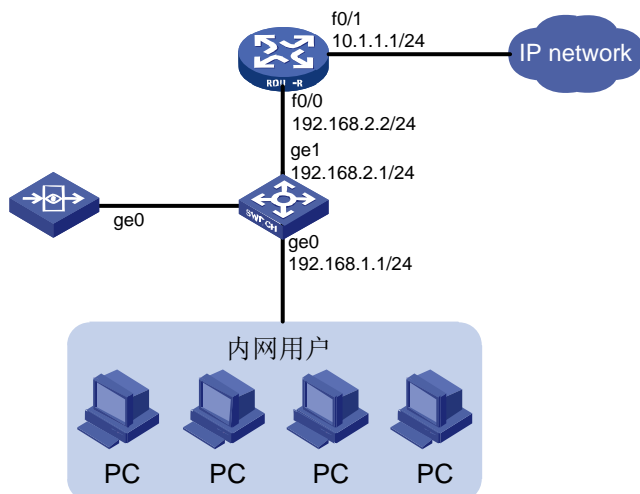 f0/1
10.1.1.1/24
IP network
f0/0
192.168.2.2/24
ge1
192.168.2.1/24
ge0
ge0
192.168.1.1/24
内网用户
PC PC PC PC